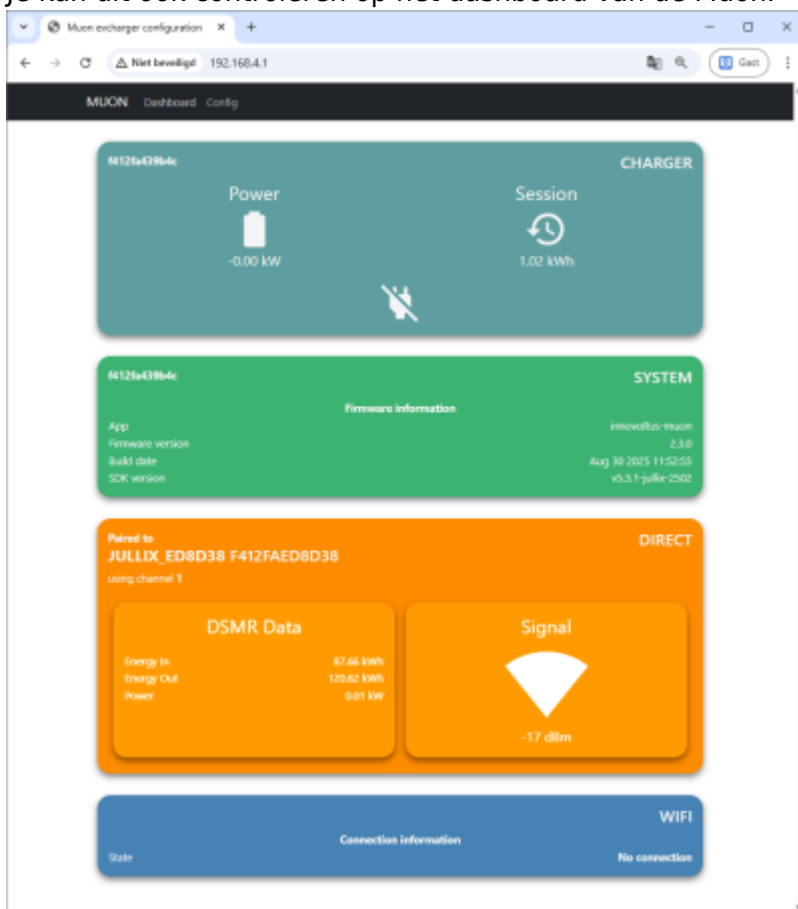 je kan dit ook controleren op het dashboard van de Muon.
Muon evcharger configuration
Niet beveiligd 192.168.4.1
Gast
MUON Dashboard Config
f412fa439b4c CHARGER
Power Session
-0.00 kW 1.02 kWh
f412fa439b4c SYSTEM
Firmware information
App innovoltus-muon
Firmware version 2.3.0
Build date Aug 30 2025 11:52:55
SDK version v5.3.1-jullix-2502
Paired to DIRECT
JULLIX_ED8D38 F412FAED8D38
using channel 1
DSMR Data Signal
Energy In 87.66 kWh
Energy Out 120.62 kWh
Power 0.01 kW
-17 dBm
WIFI
Connection information
State No connection